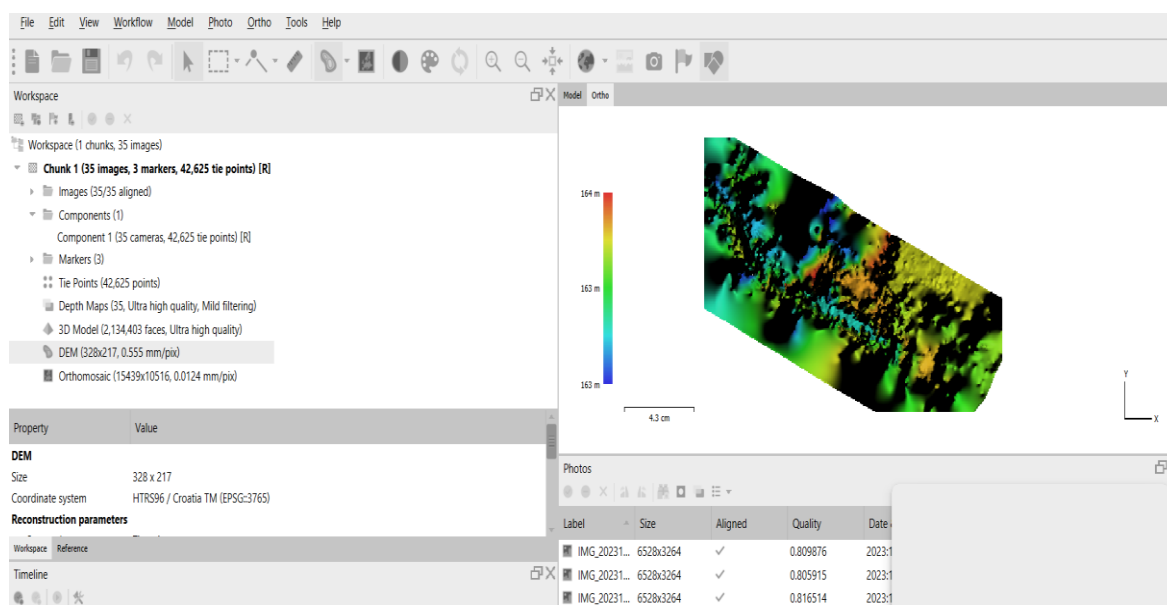 File Edit View Workflow Model Photo Ortho Tools Help
Workspace
Workspace (1 chunks, 35 images)
Chunk 1 (35 images, 3 markers, 42,625 tie points) [R]
Images (35/35 aligned)
Components (1)
Component 1 (35 cameras, 42,625 tie points) [R]
Markers (3)
Tie Points (42,625 points)
Depth Maps (35, Ultra high quality, Mild filtering)
3D Model (2,134,403 faces, Ultra high quality)
DEM (328x217, 0.555 mm/pix)
Orthomosaic (15439x10516, 0.0124 mm/pix)
Property Value
DEM
Size 328 x 217
Coordinate system HTRS96 / Croatia TM (EPSG::3765)
Reconstruction parameters
Workspace Reference
Timeline
Model Ortho
164 m
163 m
163 m
4.3 cm
Y
X
Photos
Label Size Aligned Quality Date
IMG_20231... 6528x3264 0.809876 2023:1
IMG_20231... 6528x3264 0.805915 2023:1
IMG_20231... 6528x3264 0.816514 2023:1